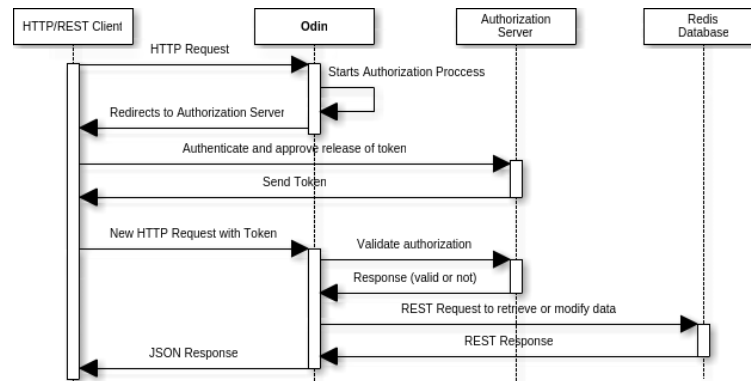 HTTP/REST Client
Odin
Authorization
Server
Redis
Database
HTTP Request
Starts Authorization Proccess
Redirects to Authorization Server
Authenticate and approve release of token
Send Token
New HTTP Request with Token
Validate authorization
Response (valid or not)
REST Request to retrieve or modify data
REST Response
JSON Response